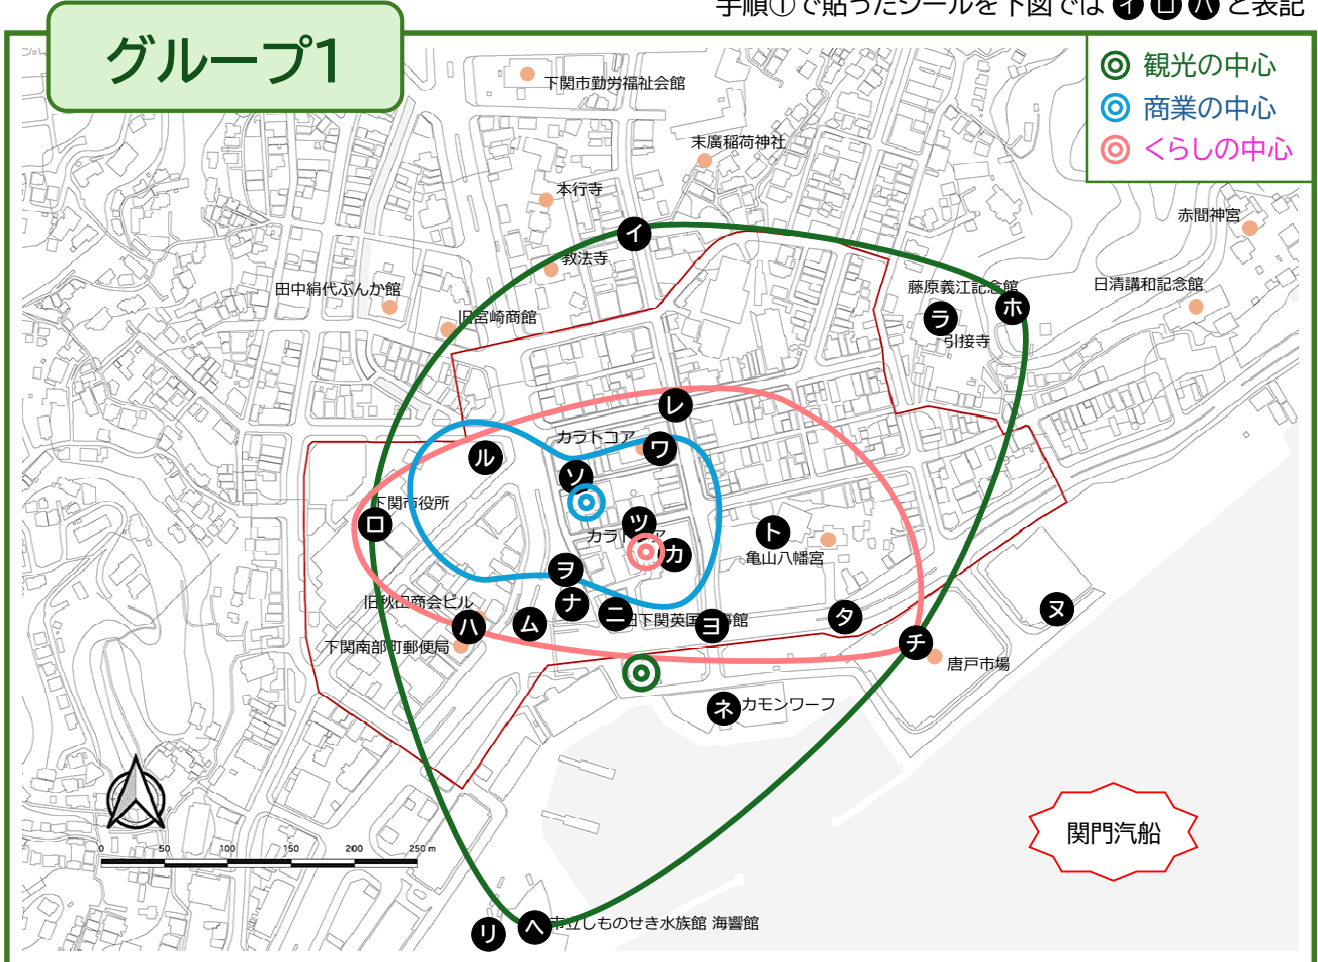 手順①で貼ったシールを下図では イ ロ ハ と表記
グループ1
観光の中心
商業の中心
くらしの中心
下関市勤労福祉会館
末廣稲荷神社
本行寺
赤間神宮
イ
教法寺
田中絹代ぶんか館
藤原義江記念館
日清講和記念館
ホ
ラ
旧宮崎商館
引接寺
レ
カラトコア
ワ
ル
ソ
下関市役所
ロ
ツ
ト
カラトコア
カ
亀山八幡宮
ヲ
旧秋田商会ビル
ナ
ニ
ヌ
ハ
ム
旧下関英国領事館
ヨ
タ
下関南部町郵便局
チ
唐戸市場
ネ
カモンワーフ
関門汽船
0 50 100 150 200 250 m
リ
ヘ
市立しものせき水族館 海響館